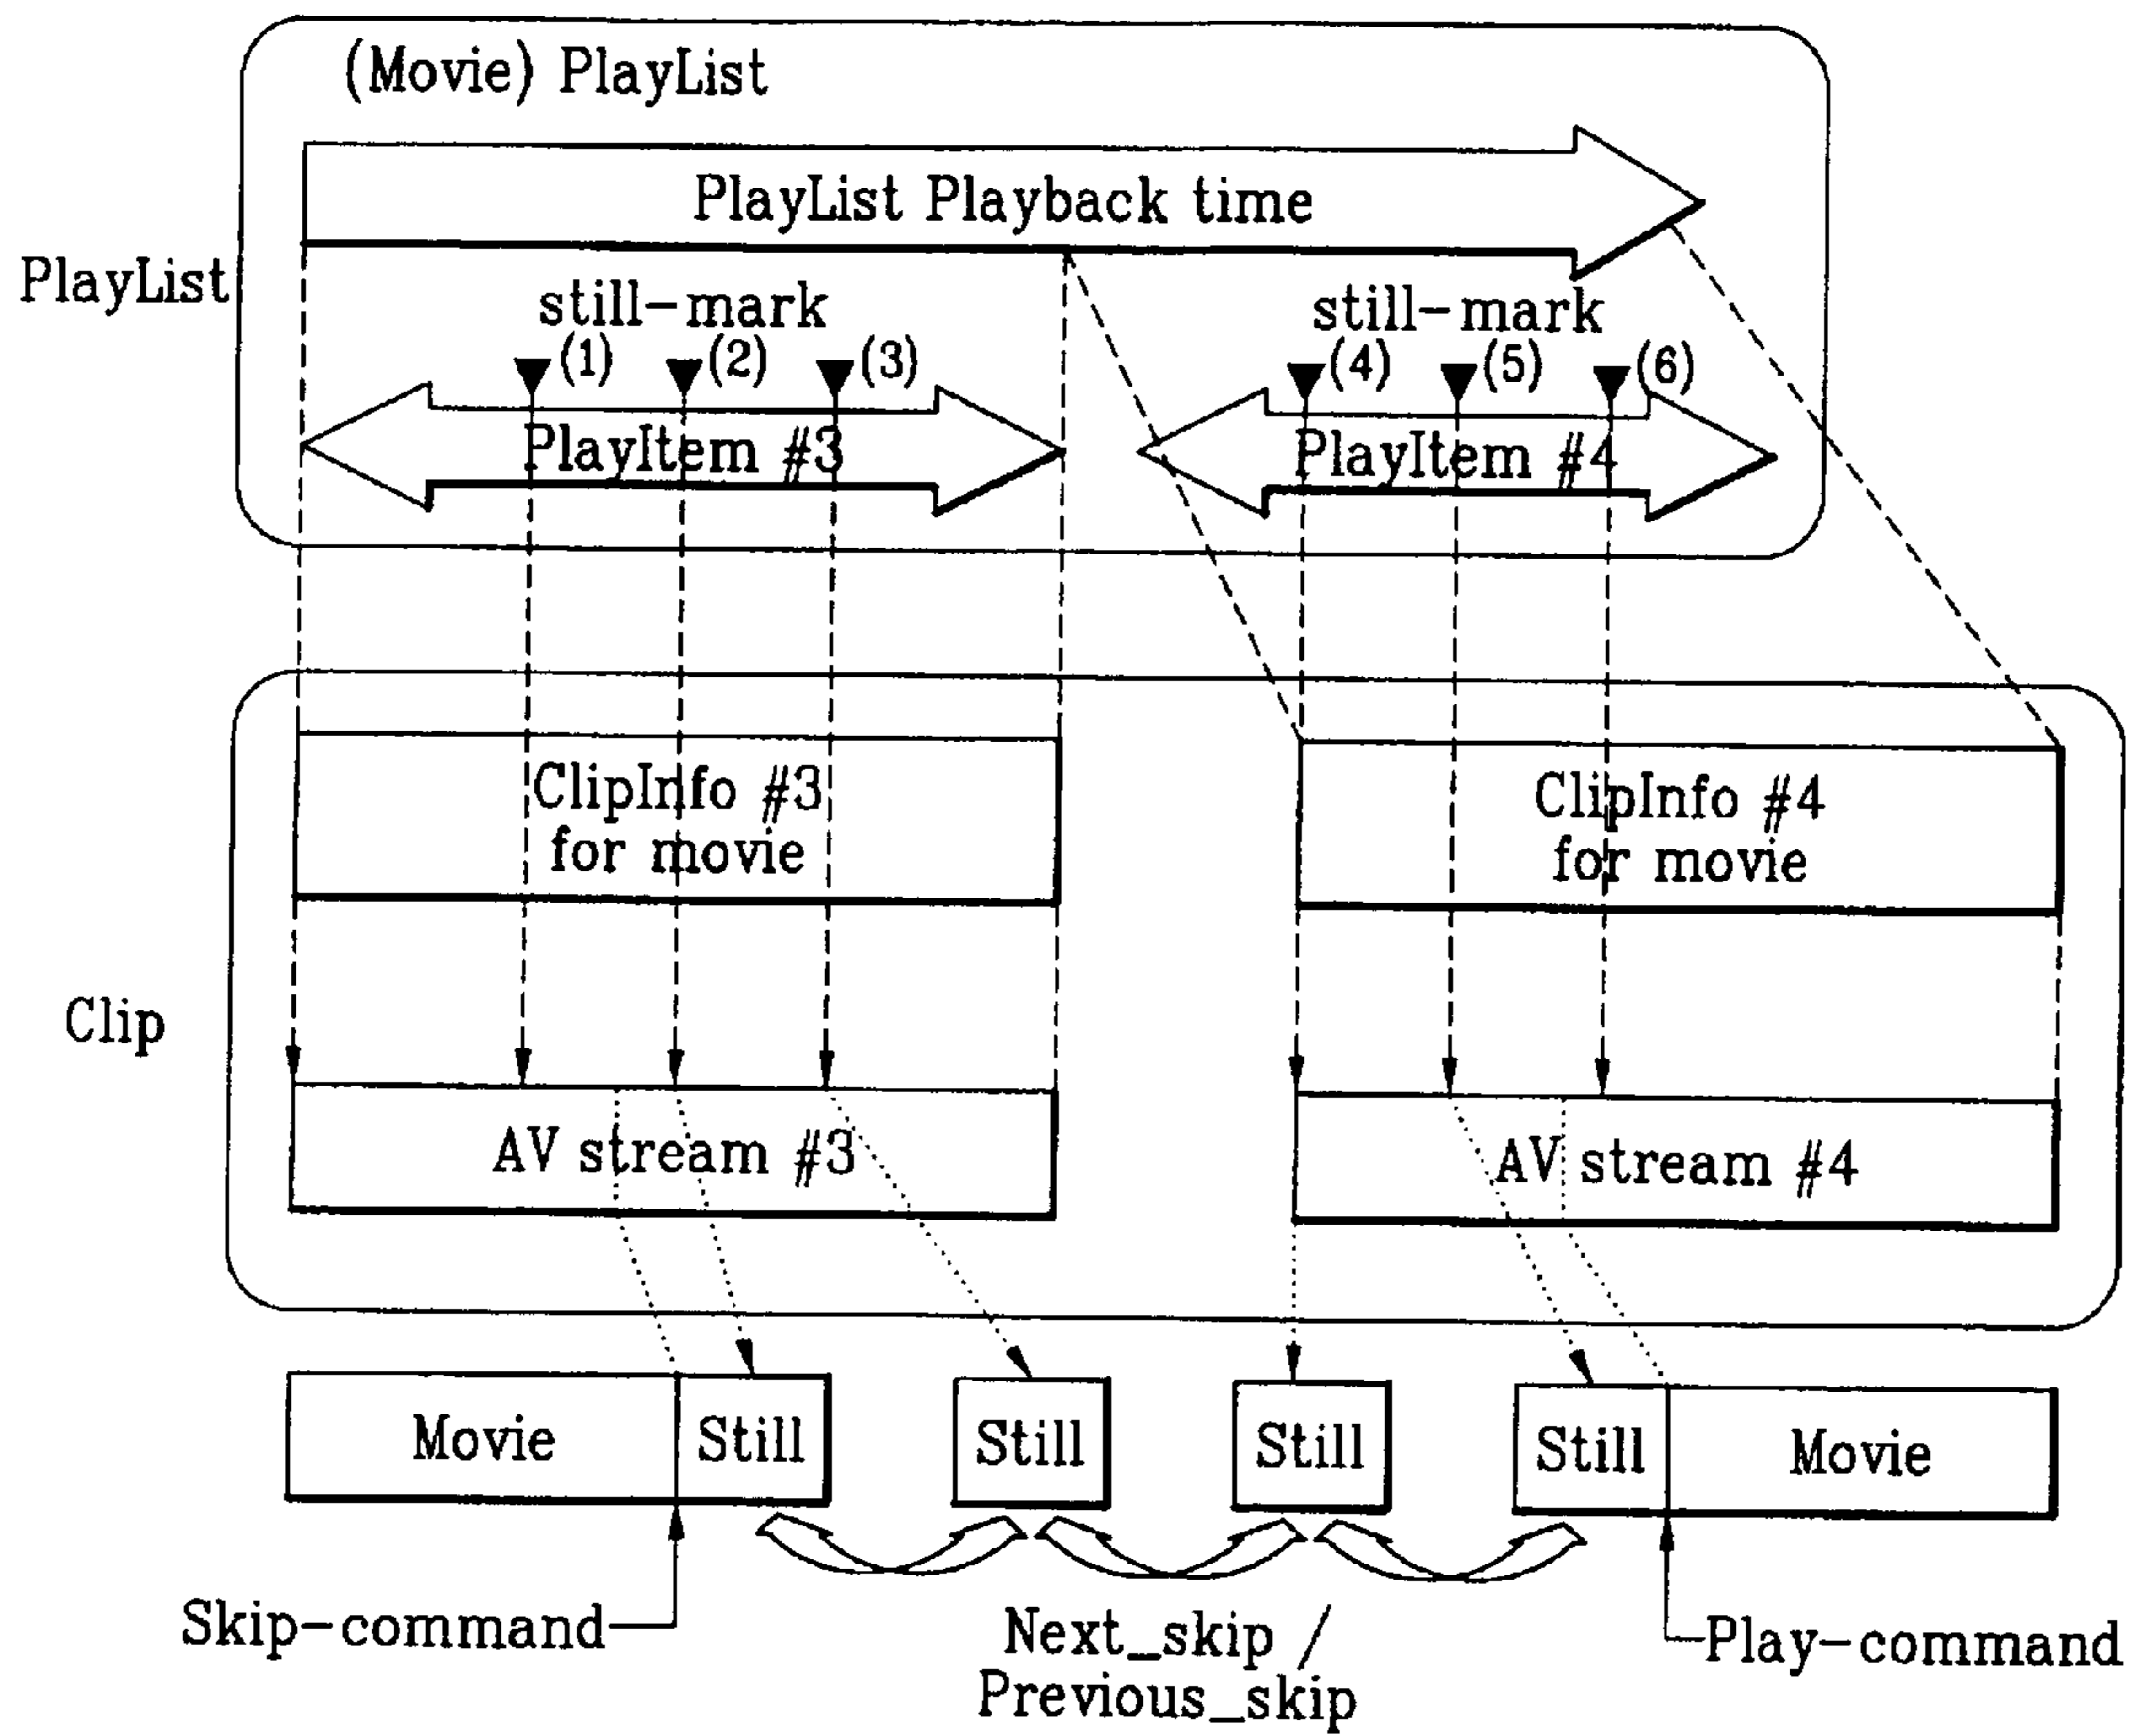 (Movie) PlayList
PlayList Playback time
PlayList
still-mark
still-mark
(1)
(2)
(3)
(4)
(5)
(6)
PlayItem #3
PlayItem #4
ClipInfo #3
for movie
ClipInfo #4
for movie
Clip
AV stream #3
AV stream #4
Movie
Still
Still
Still
Still
Movie
Skip-command
Next_skip /
Previous_skip
Play-command